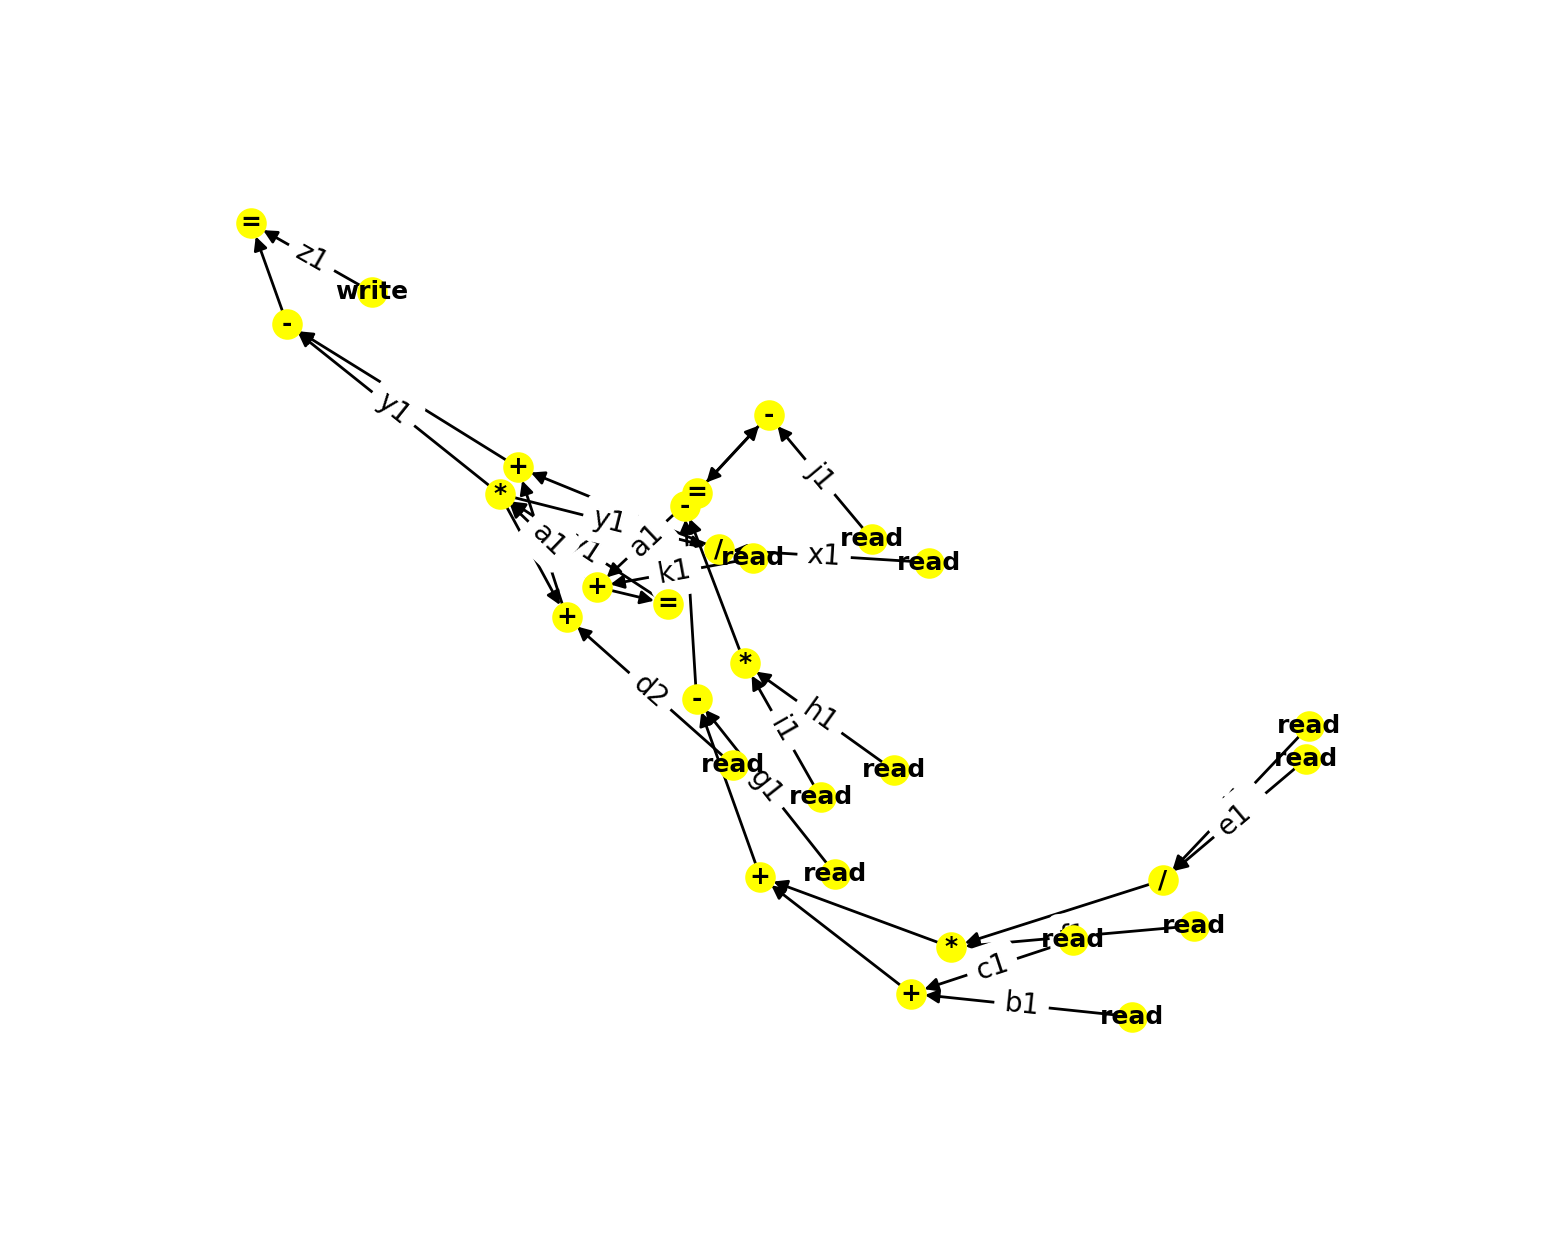 =
z1
write
-
y1
-
+
*
=
-
j1
y1
a1
a1
read
/
read
x1
read
k1
+
=
+
*
d2
-
h1
i1
read
read
read
g1
read
read
read
e1
+
read
/
read
*
read
c1
+
b1
read